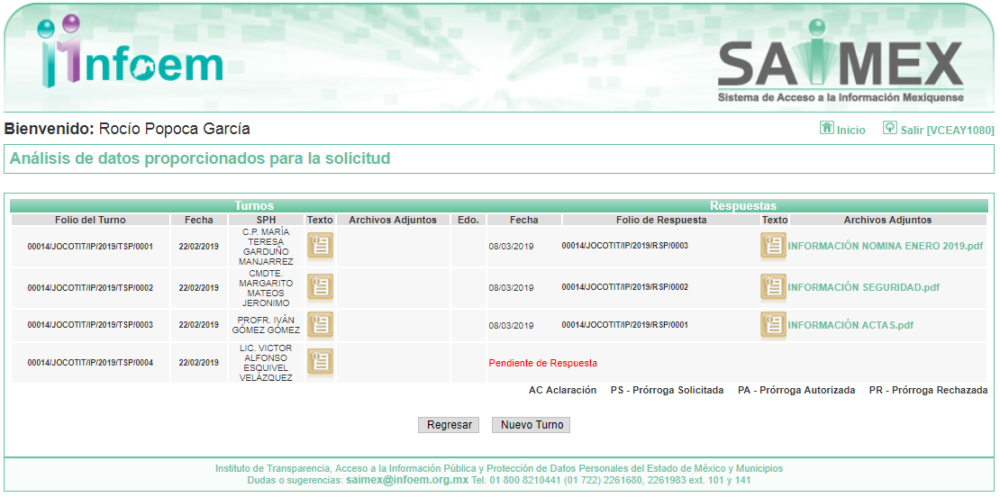 infoem
SAIMEX
Sistema de Acceso a la Información Mexiquense
Bienvenido: Rocío Popoca García
Inicio Salir [VCEAY1080]
Análisis de datos proporcionados para la solicitud
Turnos Respuestas
Folio del Turno Fecha SPH Texto Archivos Adjuntos Edo. Fecha Folio de Respuesta Texto Archivos Adjuntos
00014/JOCOTIT/IP/2019/TSP/0001 22/02/2019 C.P. MARÍA TERESA GARDUÑO MANJARREZ 08/03/2019 00014/JOCOTIT/IP/2019/RSP/0003 INFORMACIÓN NOMINA ENERO 2019.pdf
00014/JOCOTIT/IP/2019/TSP/0002 22/02/2019 CMDTE. MARGARITO MATEOS JERONIMO 08/03/2019 00014/JOCOTIT/IP/2019/RSP/0002 INFORMACIÓN SEGURIDAD.pdf
00014/JOCOTIT/IP/2019/TSP/0003 22/02/2019 PROFR. IVÁN GÓMEZ GÓMEZ 08/03/2019 00014/JOCOTIT/IP/2019/RSP/0001 INFORMACIÓN ACTAS.pdf
00014/JOCOTIT/IP/2019/TSP/0004 22/02/2019 LIC. VICTOR ALFONSO ESQUIVEL VELÁZQUEZ Pendiente de Respuesta
AC Aclaración PS - Prórroga Solicitada PA - Prórroga Autorizada PR - Prórroga Rechazada
Regresar Nuevo Turno
Instituto de Transparencia, Acceso a la Información Pública y Protección de Datos Personales del Estado de México y Municipios
Dudas o sugerencias: saimex@infoem.org.mx Tel. 01 800 8210441 (01 722) 2261680, 2261983 ext. 101 y 141